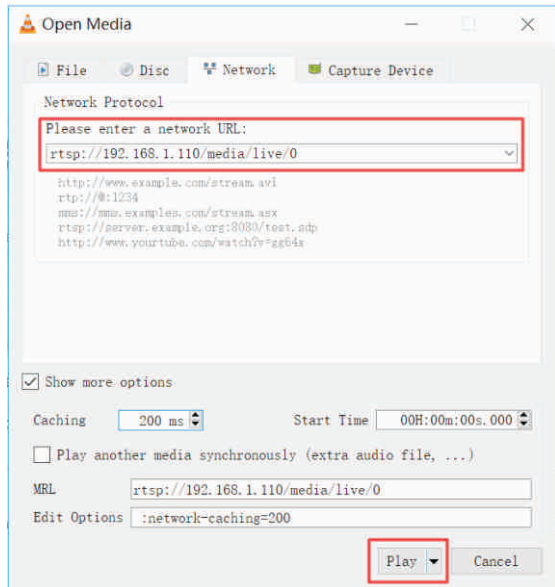 Open Media
File Disc Network Capture Device
Network Protocol
Please enter a network URL:
rtsp://192.168.1.110/media/live/0
http://www.example.com/stream.avi
rtp://@:1234
mms://mms.examples.com/stream.asx
rtsp://server.example.org:8080/test.sdp
http://www.yourtube.com/watch?v=gg64x
Show more options
Caching 200 ms Start Time 00H:00m:00s.000
Play another media synchronously (extra audio file, ...)
MRL rtsp://192.168.1.110/media/live/0
Edit Options :network-caching=200
Play Cancel